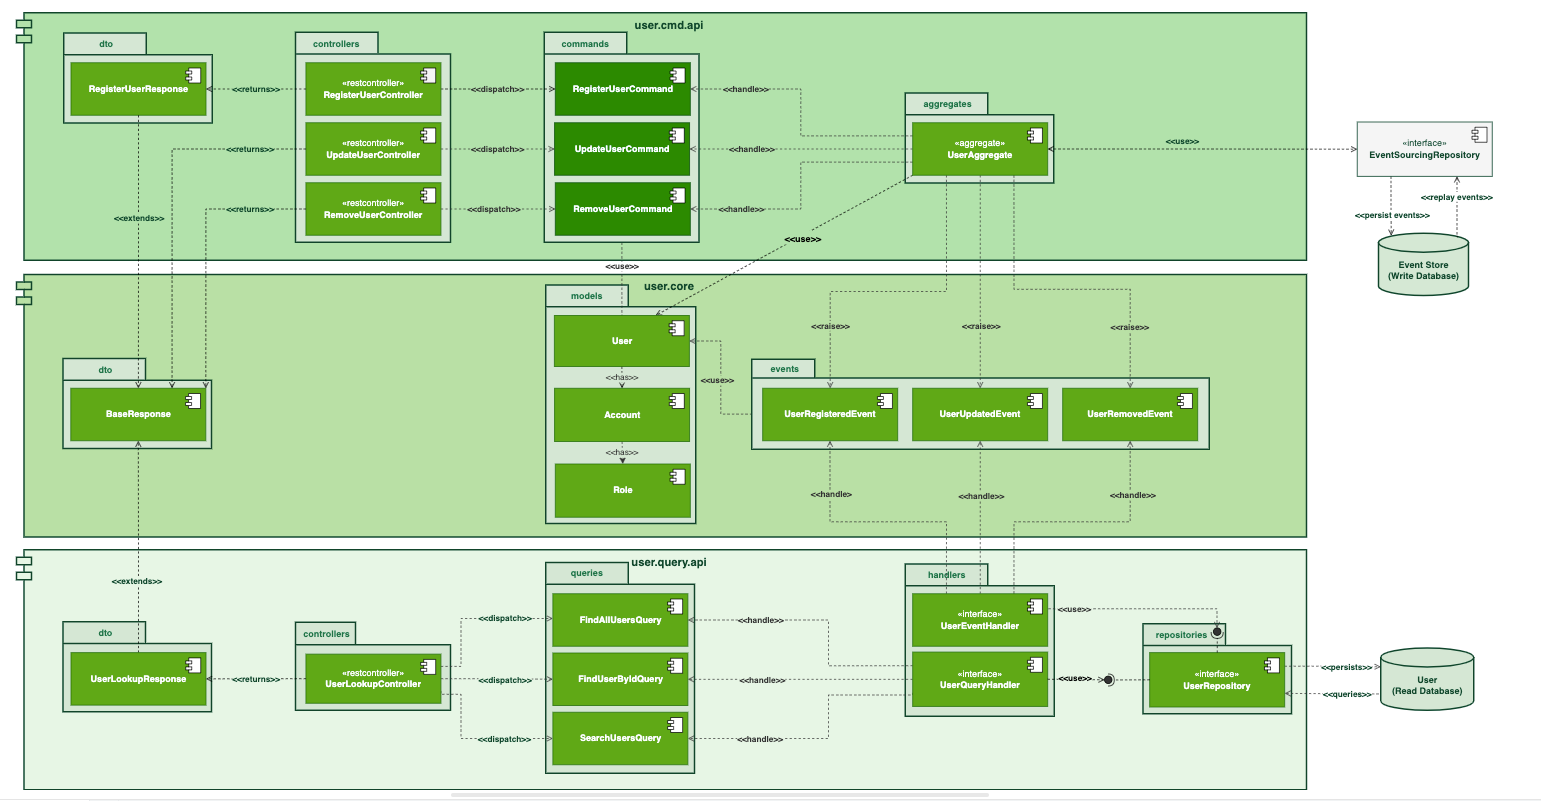 user.cmd.api
dto
controllers
commands
RegisterUserResponse
<<returns>>
«restcontroller»
RegisterUserController
<<dispatch>>
RegisterUserCommand
<<handle>>
aggregates
<<returns>>
«restcontroller»
UpdateUserController
<<dispatch>>
UpdateUserCommand
<<handle>>
«aggregate»
UserAggregate
<<use>>
«interface»
EventSourcingRepository
<<extends>>
<<returns>>
«restcontroller»
RemoveUserController
<<dispatch>>
RemoveUserCommand
<<handle>>
<<use>>
<<replay events>>
<<persist events>>
Event Store
(Write Database)
<<use>>
user.core
models
User
<<raise>>
<<raise>>
<<raise>>
dto
<<has>>
<<use>>
events
BaseResponse
Account
UserRegisteredEvent
UserUpdatedEvent
UserRemovedEvent
<<has>>
Role
<<handle>
<<handle>>
<<handle>>
user.query.api
<<extends>>
queries
handlers
dto
controllers
<<dispatch>>
FindAllUsersQuery
<<handle>>
«interface»
UserEventHandler
<<use>>
repositories
UserLookupResponse
<<returns>>
«restcontroller»
UserLookupController
<<dispatch>>
FindUserByIdQuery
<<handle>>
«interface»
UserQueryHandler
<<use>>
«interface»
UserRepository
<<persists>>
<<queries>>
User
(Read Database)
<<dispatch>>
SearchUsersQuery
<<handle>>